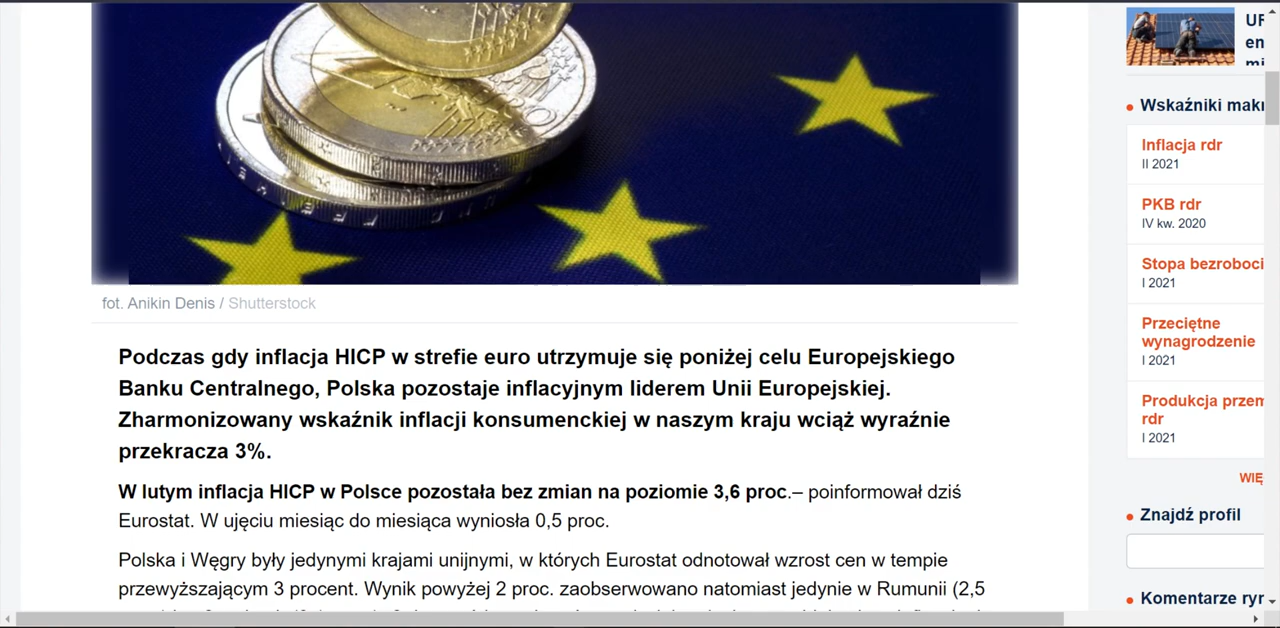 fot. Anikin Denis / Shutterstock
Podczas gdy inflacja HICP w strefie euro utrzymuje się poniżej celu Europejskiego
Banku Centralnego, Polska pozostaje inflacyjnym liderem Unii Europejskiej.
Zharmonizowany wskaźnik inflacji konsumenckiej w naszym kraju wciąż wyraźnie
przekracza 3%.
W lutym inflacja HICP w Polsce pozostała bez zmian na poziomie 3,6 proc.– poinformował dziś
Eurostat. W ujęciu miesiąc do miesiąca wyniosła 0,5 proc.
Polska i Węgry były jedynymi krajami unijnymi, w których Eurostat odnotował wzrost cen w tempie
przewyższającym 3 procent. Wynik powyżej 2 proc. zaobserwowano natomiast jedynie w Rumunii (2,5
Wskaźniki
Inflacja rdr
II 2021
PKB rdr
IV kw. 2020
Stopa
I 2021
Przeciętne
wynagrodzenie
I 2021
Produkcja
rdr
I 2021
Znajdź profil
Komentarze